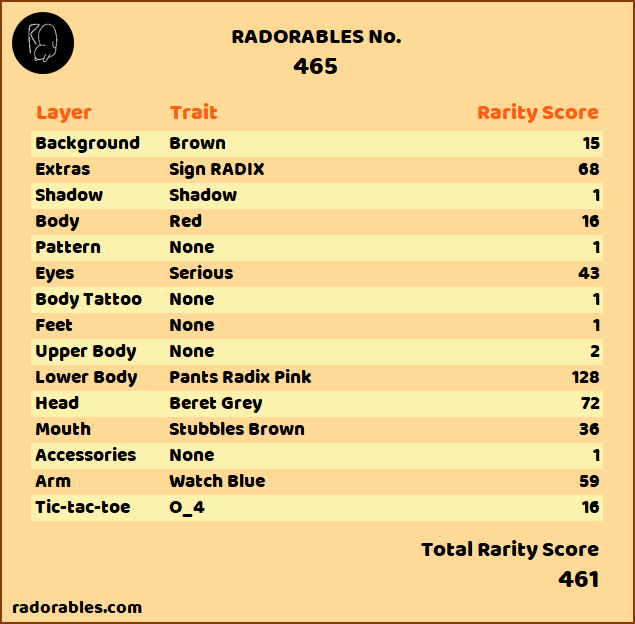 RADORABLES No.
465
Layer Trait Rarity Score
Background Brown 15
Extras Sign RADIX 68
Shadow Shadow 1
Body Red 16
Pattern None 1
Eyes Serious 43
Body Tattoo None 1
Feet None 1
Upper Body None 2
Lower Body Pants Radix Pink 128
Head Beret Grey 72
Mouth Stubbles Brown 36
Accessories None 1
Arm Watch Blue 59
Tic-tac-toe O_4 16
Total Rarity Score
461
radorables.com